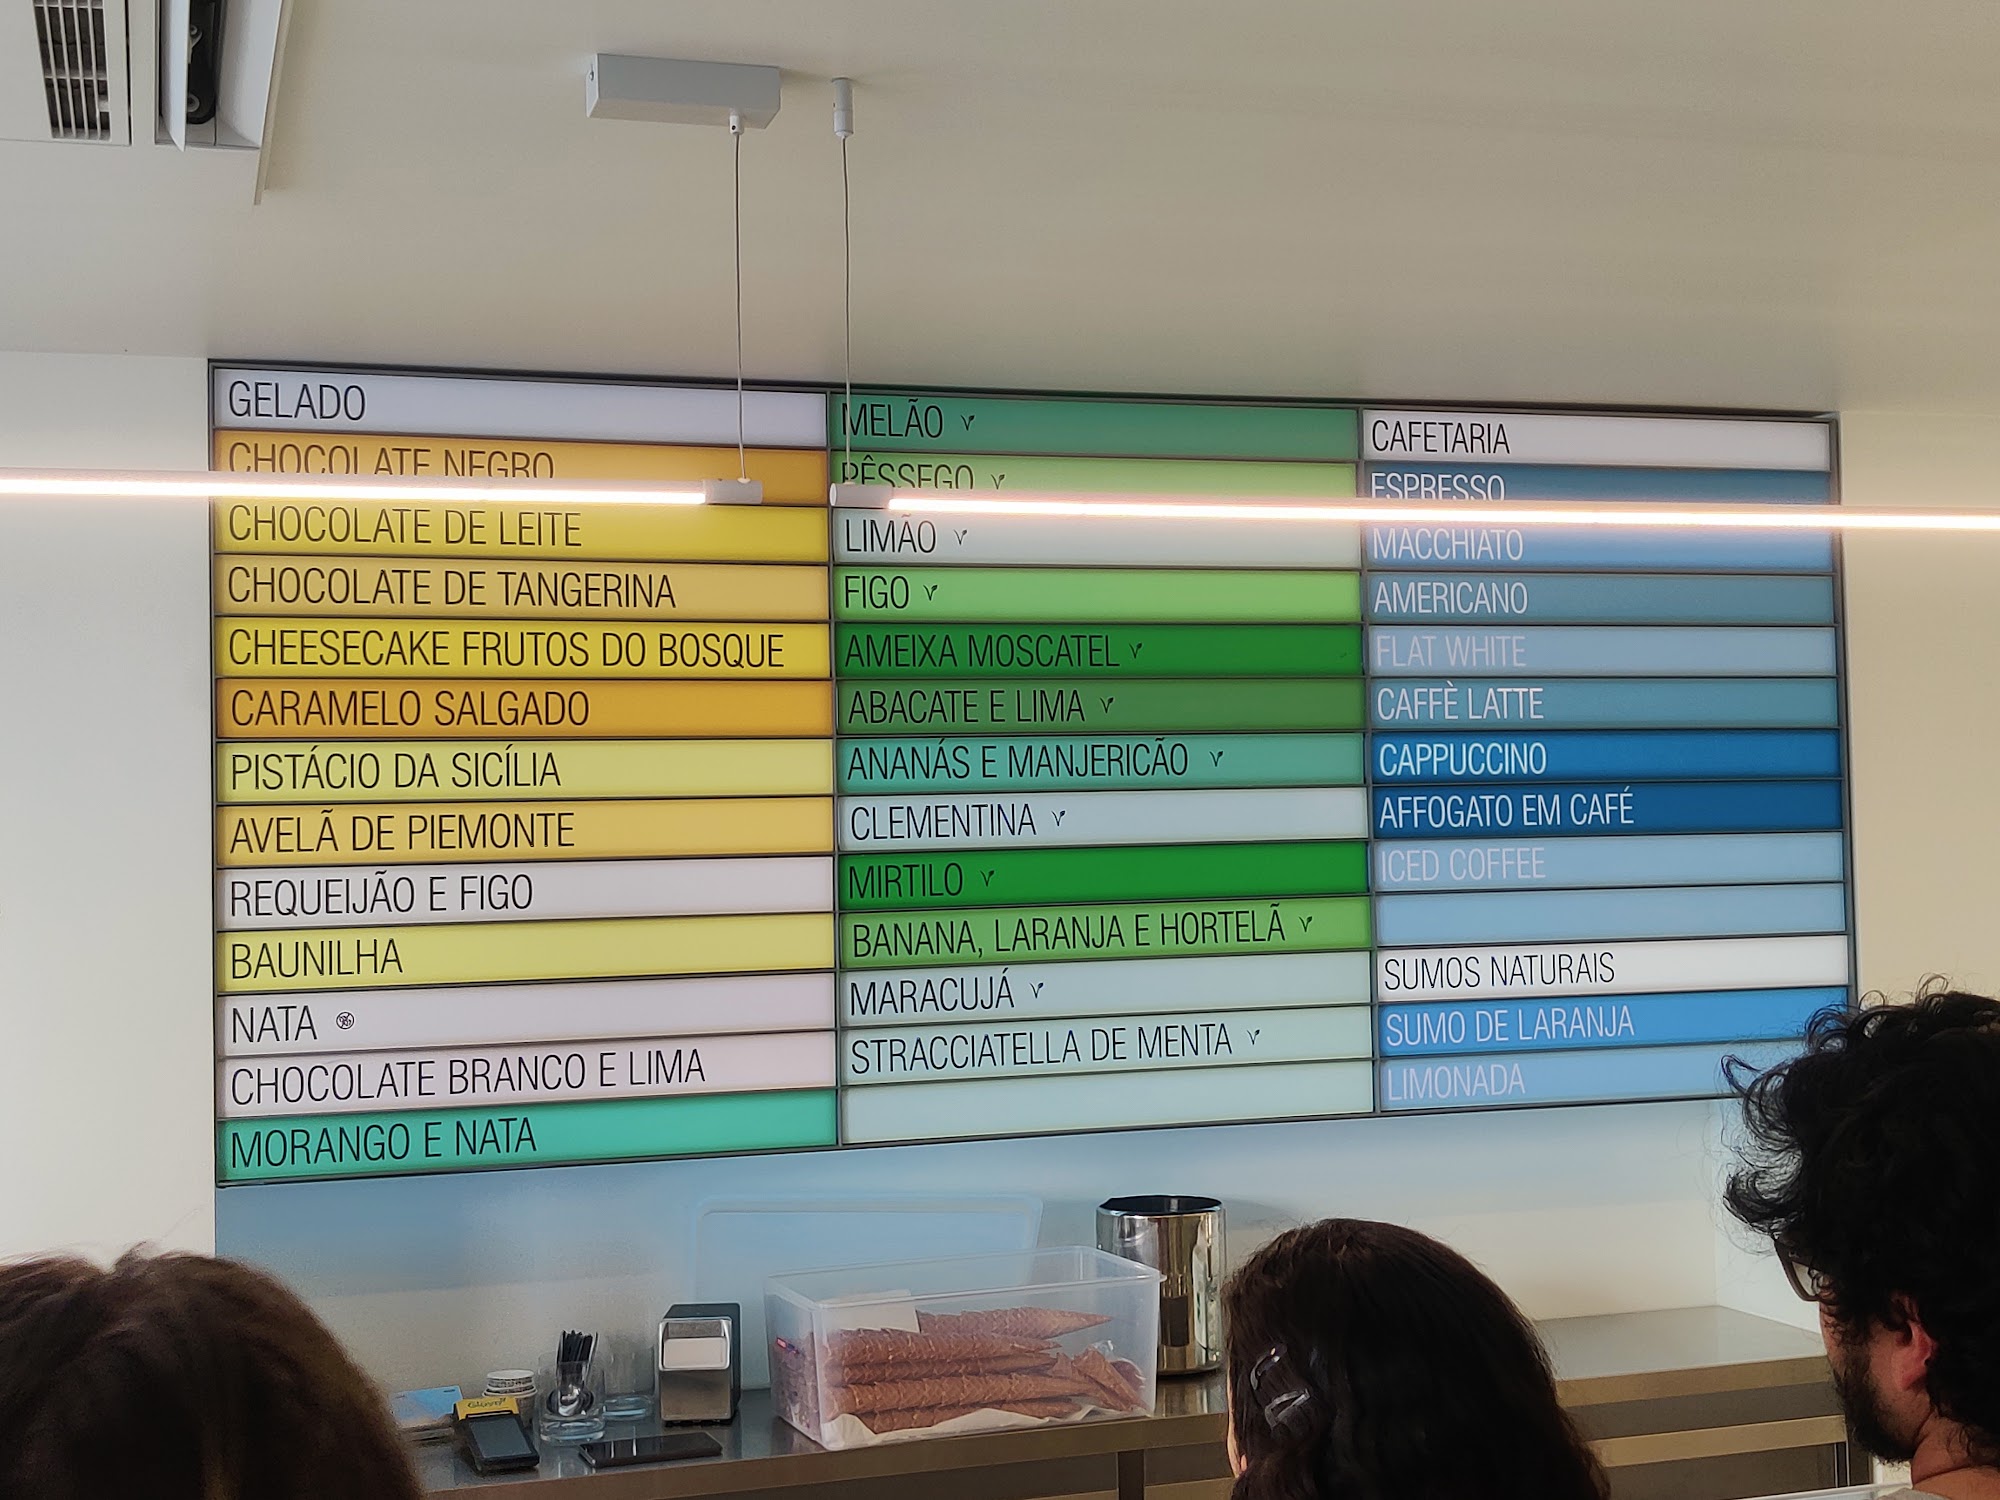 GELADO
CHOCOLATE NEGRO
CHOCOLATE DE LEITE
CHOCOLATE DE TANGERINA
CHEESECAKE FRUTOS DO BOSQUE
CARAMELO SALGADO
PISTÁCIO DA SICÍLIA
AVELÃ DE PIEMONTE
REQUEIJÃO E FIGO
BAUNILHA
NATA
CHOCOLATE BRANCO E LIMA
MORANGO E NATA
MELÃO
PÊSSEGO
LIMÃO
FIGO
AMEIXA MOSCATEL
ABACATE E LIMA
ANANÁS E MANJERICÃO
CLEMENTINA
MIRTILO
BANANA, LARANJA E HORTELÃ
MARACUJÁ
STRACCIATELLA DE MENTA
CAFETARIA
ESPRESSO
MACCHIATO
AMERICANO
FLAT WHITE
CAFFÈ LATTE
CAPPUCCINO
AFFOGATO EM CAFÉ
ICED COFFEE
SUMOS NATURAIS
SUMO DE LARANJA
LIMONADA